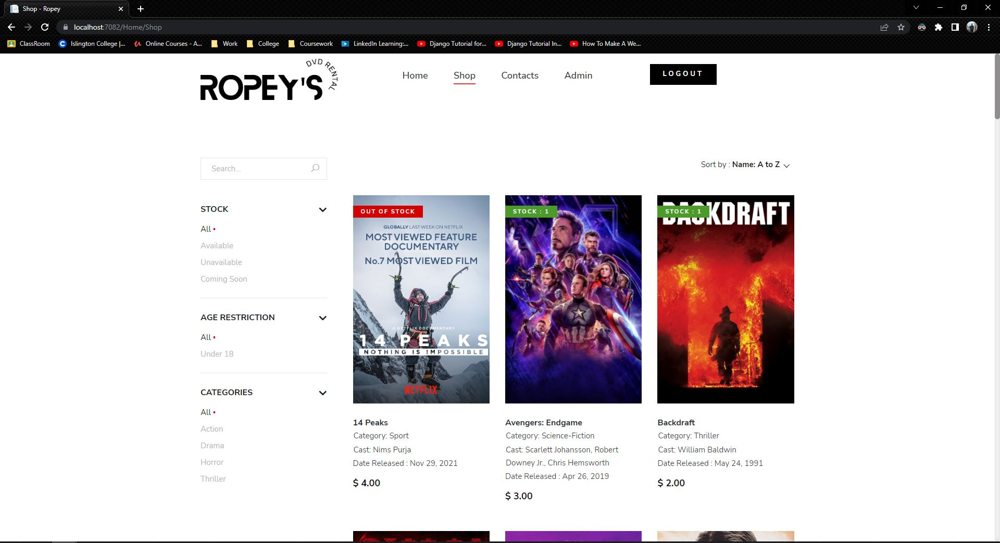 Shop - Ropey
localhost:7082/Home/Shop
ClassRoom
Islington College |...
Online Courses - A...
Work
College
Coursework
LinkedIn Learning:...
Django Tutorial for...
Django Tutorial In...
How To Make A We...
ROPEY'S
DVD RENTAL
Home
Shop
Contacts
Admin
LOGOUT
Search...
Sort by : Name: A to Z
STOCK
All
Available
Unavailable
Coming Soon
AGE RESTRICTION
All
Under 18
CATEGORIES
All
Action
Drama
Horror
Thriller
OUT OF STOCK
GLOBALLY LAST WEEK ON NETFLIX
MOST VIEWED FEATURE
DOCUMENTARY
No.7 MOST VIEWED FILM
A NETFLIX DOCUMENTARY
14 PEAKS
NOTHING IS IMPOSSIBLE
NETFLIX
14 Peaks
Category: Sport
Cast: Nims Purja
Date Released : Nov 29, 2021
$ 4.00
STOCK : 1
Avengers: Endgame
Category: Science-Fiction
Cast: Scarlett Johansson, Robert
Downey Jr., Chris Hemsworth
Date Released : Apr 26, 2019
$ 3.00
STOCK : 1
BACKDRAFT
Backdraft
Category: Thriller
Cast: William Baldwin
Date Released : May 24, 1991
$ 2.00